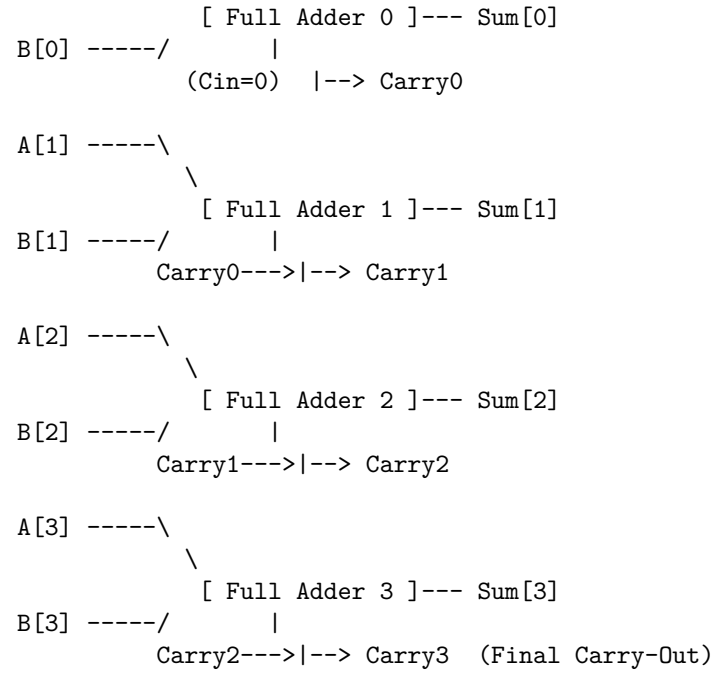 [ Full Adder 0 ]--- Sum[0]
B[0] -----/ |
(Cin=0) |--> Carry0
A[1] -----\
\
[ Full Adder 1 ]--- Sum[1]
B[1] -----/ |
Carry0--->|--> Carry1
A[2] -----\
\
[ Full Adder 2 ]--- Sum[2]
B[2] -----/ |
Carry1--->|--> Carry2
A[3] -----\
\
[ Full Adder 3 ]--- Sum[3]
B[3] -----/ |
Carry2--->|--> Carry3 (Final Carry-Out)